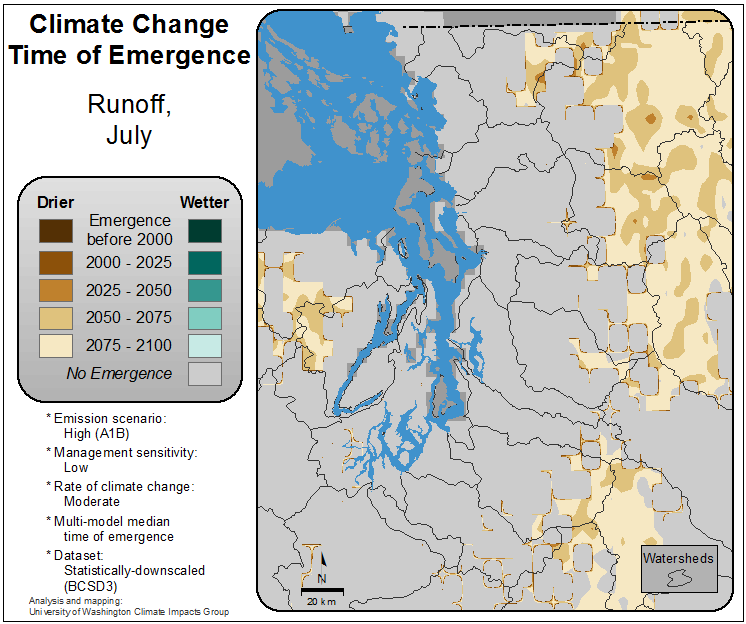 Climate Change
Time of Emergence
Runoff,
July
Drier Wetter
Emergence
before 2000
2000 - 2025
2025 - 2050
2050 - 2075
2075 - 2100
No Emergence
* Emission scenario:
High (A1B)
* Management sensitivity:
Low
* Rate of climate change:
Moderate
* Multi-model median
time of emergence
* Dataset:
Statistically-downscaled
(BCSD3)
Analysis and mapping:
University of Washington Climate Impacts Group
N
20 km
Watersheds